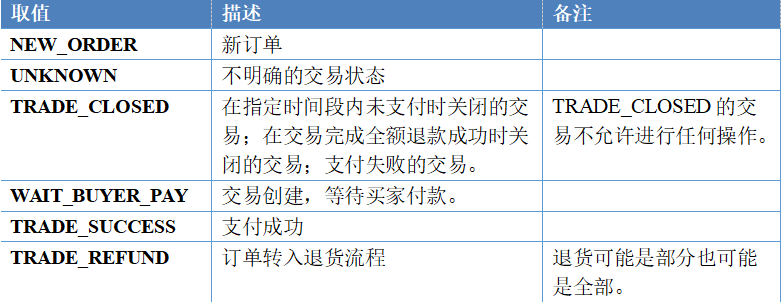 取值 描述 备注
NEW_ORDER 新订单
UNKNOWN 不明确的交易状态
TRADE_CLOSED 在指定时间段内未支付时关闭的交 TRADE_CLOSED 的交
易；在交易完成全额退款成功时关 易不允许进行任何操作。
闭的交易；支付失败的交易。
WAIT_BUYER_PAY 交易创建，等待买家付款。
TRADE_SUCCESS 支付成功
TRADE_REFUND 订单转入退货流程 退货可能是部分也可能
是全部。